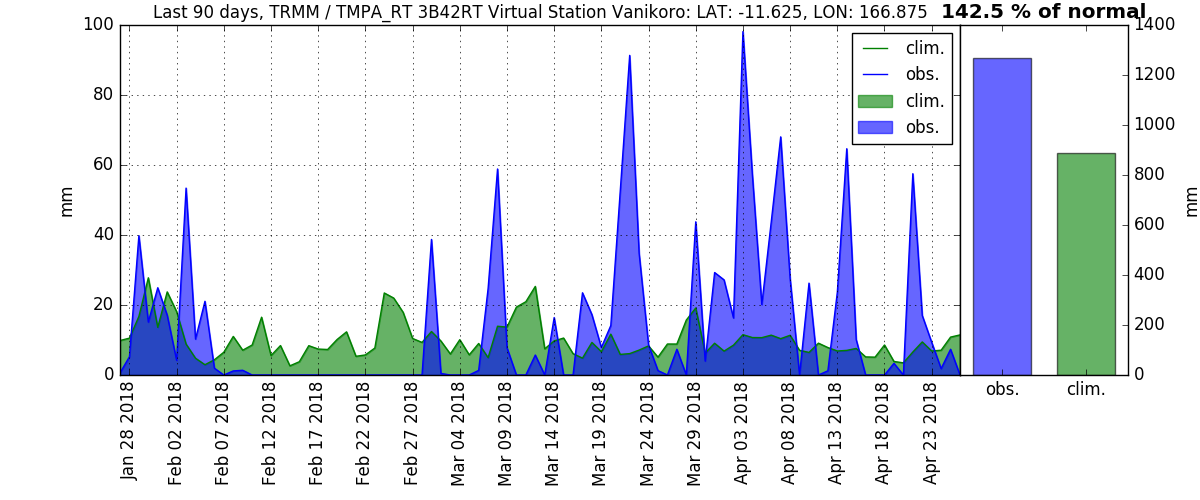 Last 90 days, TRMM / TMPA_RT 3B42RT Virtual Station Vanikoro: LAT: -11.625, LON: 166.875 142.5 % of normal
100
80
60
40
20
0
mm
clim.
obs.
clim.
obs.
1400
1200
1000
800
600
400
200
0
mm
Jan 28 2018
Feb 02 2018
Feb 07 2018
Feb 12 2018
Feb 17 2018
Feb 22 2018
Feb 27 2018
Mar 04 2018
Mar 09 2018
Mar 14 2018
Mar 19 2018
Mar 24 2018
Mar 29 2018
Apr 03 2018
Apr 08 2018
Apr 13 2018
Apr 18 2018
Apr 23 2018
obs.
clim.